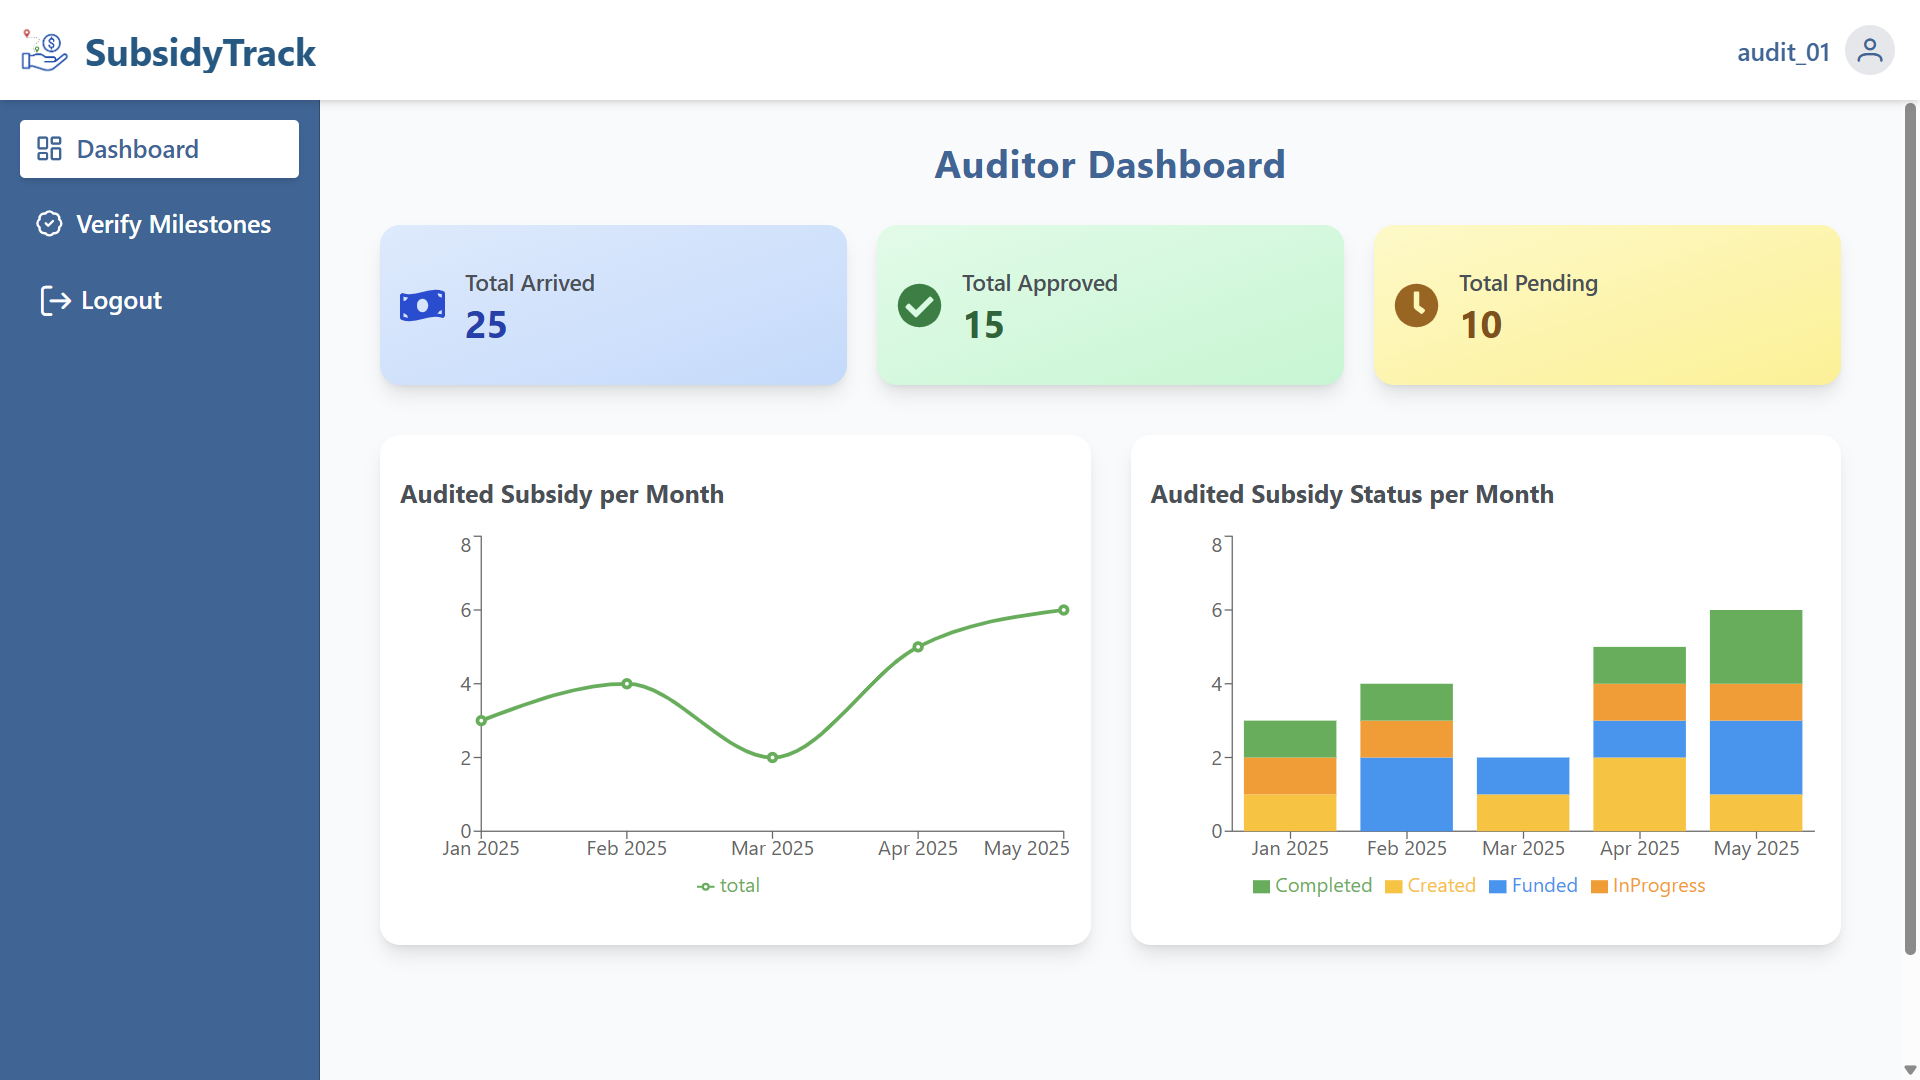 SubsidyTrack
audit_01
Dashboard
Verify Milestones
Logout
Auditor Dashboard
Total Arrived
25
Total Approved
15
Total Pending
10
Audited Subsidy per Month
8
6
4
2
0
Jan 2025 Feb 2025 Mar 2025 Apr 2025 May 2025
total
Audited Subsidy Status per Month
8
6
4
2
0
Jan 2025 Feb 2025 Mar 2025 Apr 2025 May 2025
Completed Created Funded InProgress